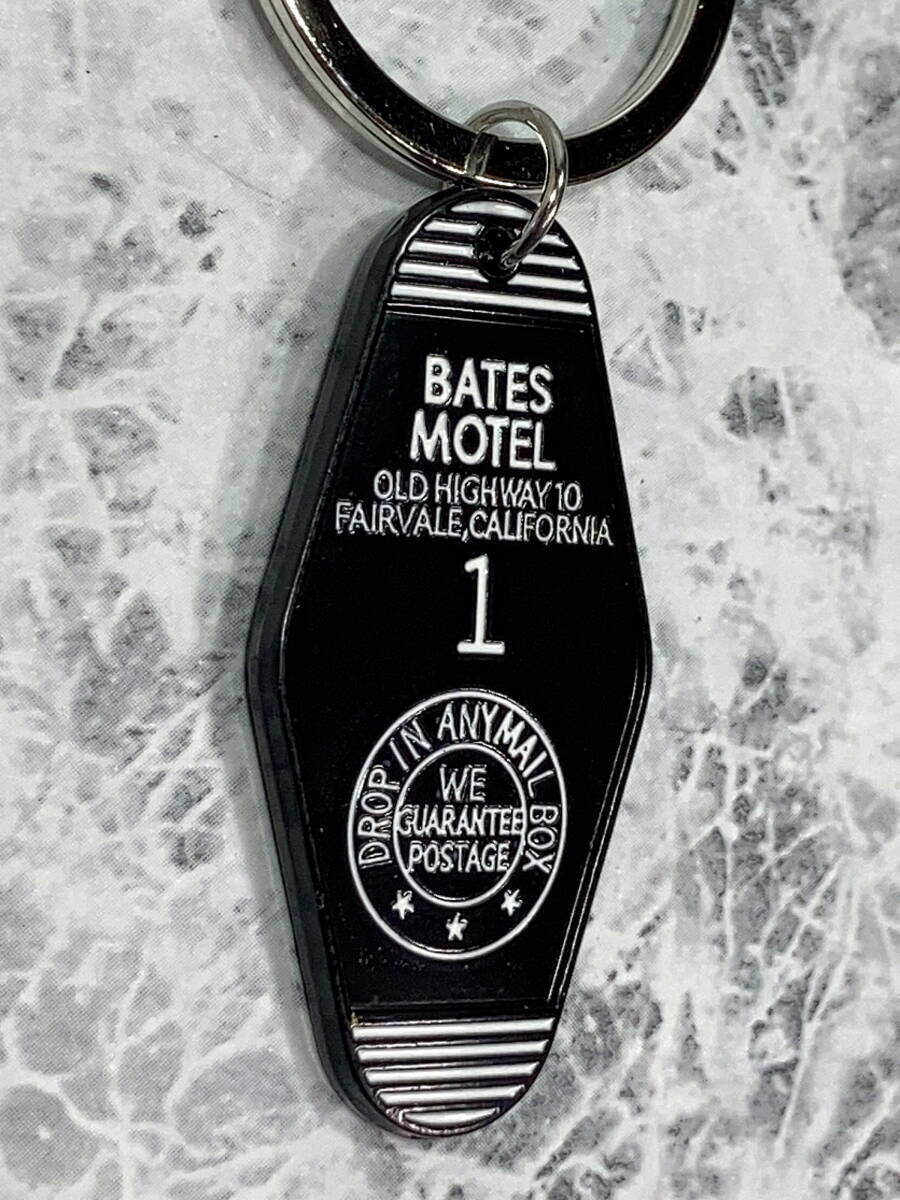 BATES
MOTEL
OLD HIGHWAY 10
FAIRVALE,CALIFORNIA
1
DROP IN ANY MAIL BOX
WE
GUARANTEE
POSTAGE